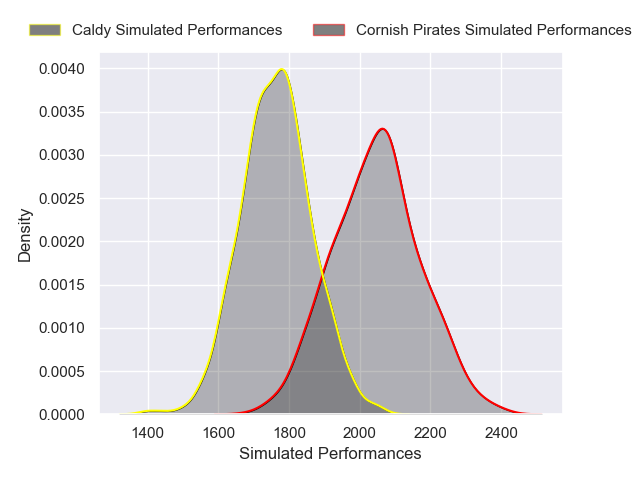 Caldy Simulated Performances
Cornish Pirates Simulated Performances
0.0040
0.0035
0.0030
0.0025
0.0020
0.0015
0.0010
0.0005
0.0000
Density
1400 1600 1800 2000 2200 2400
Simulated Performances